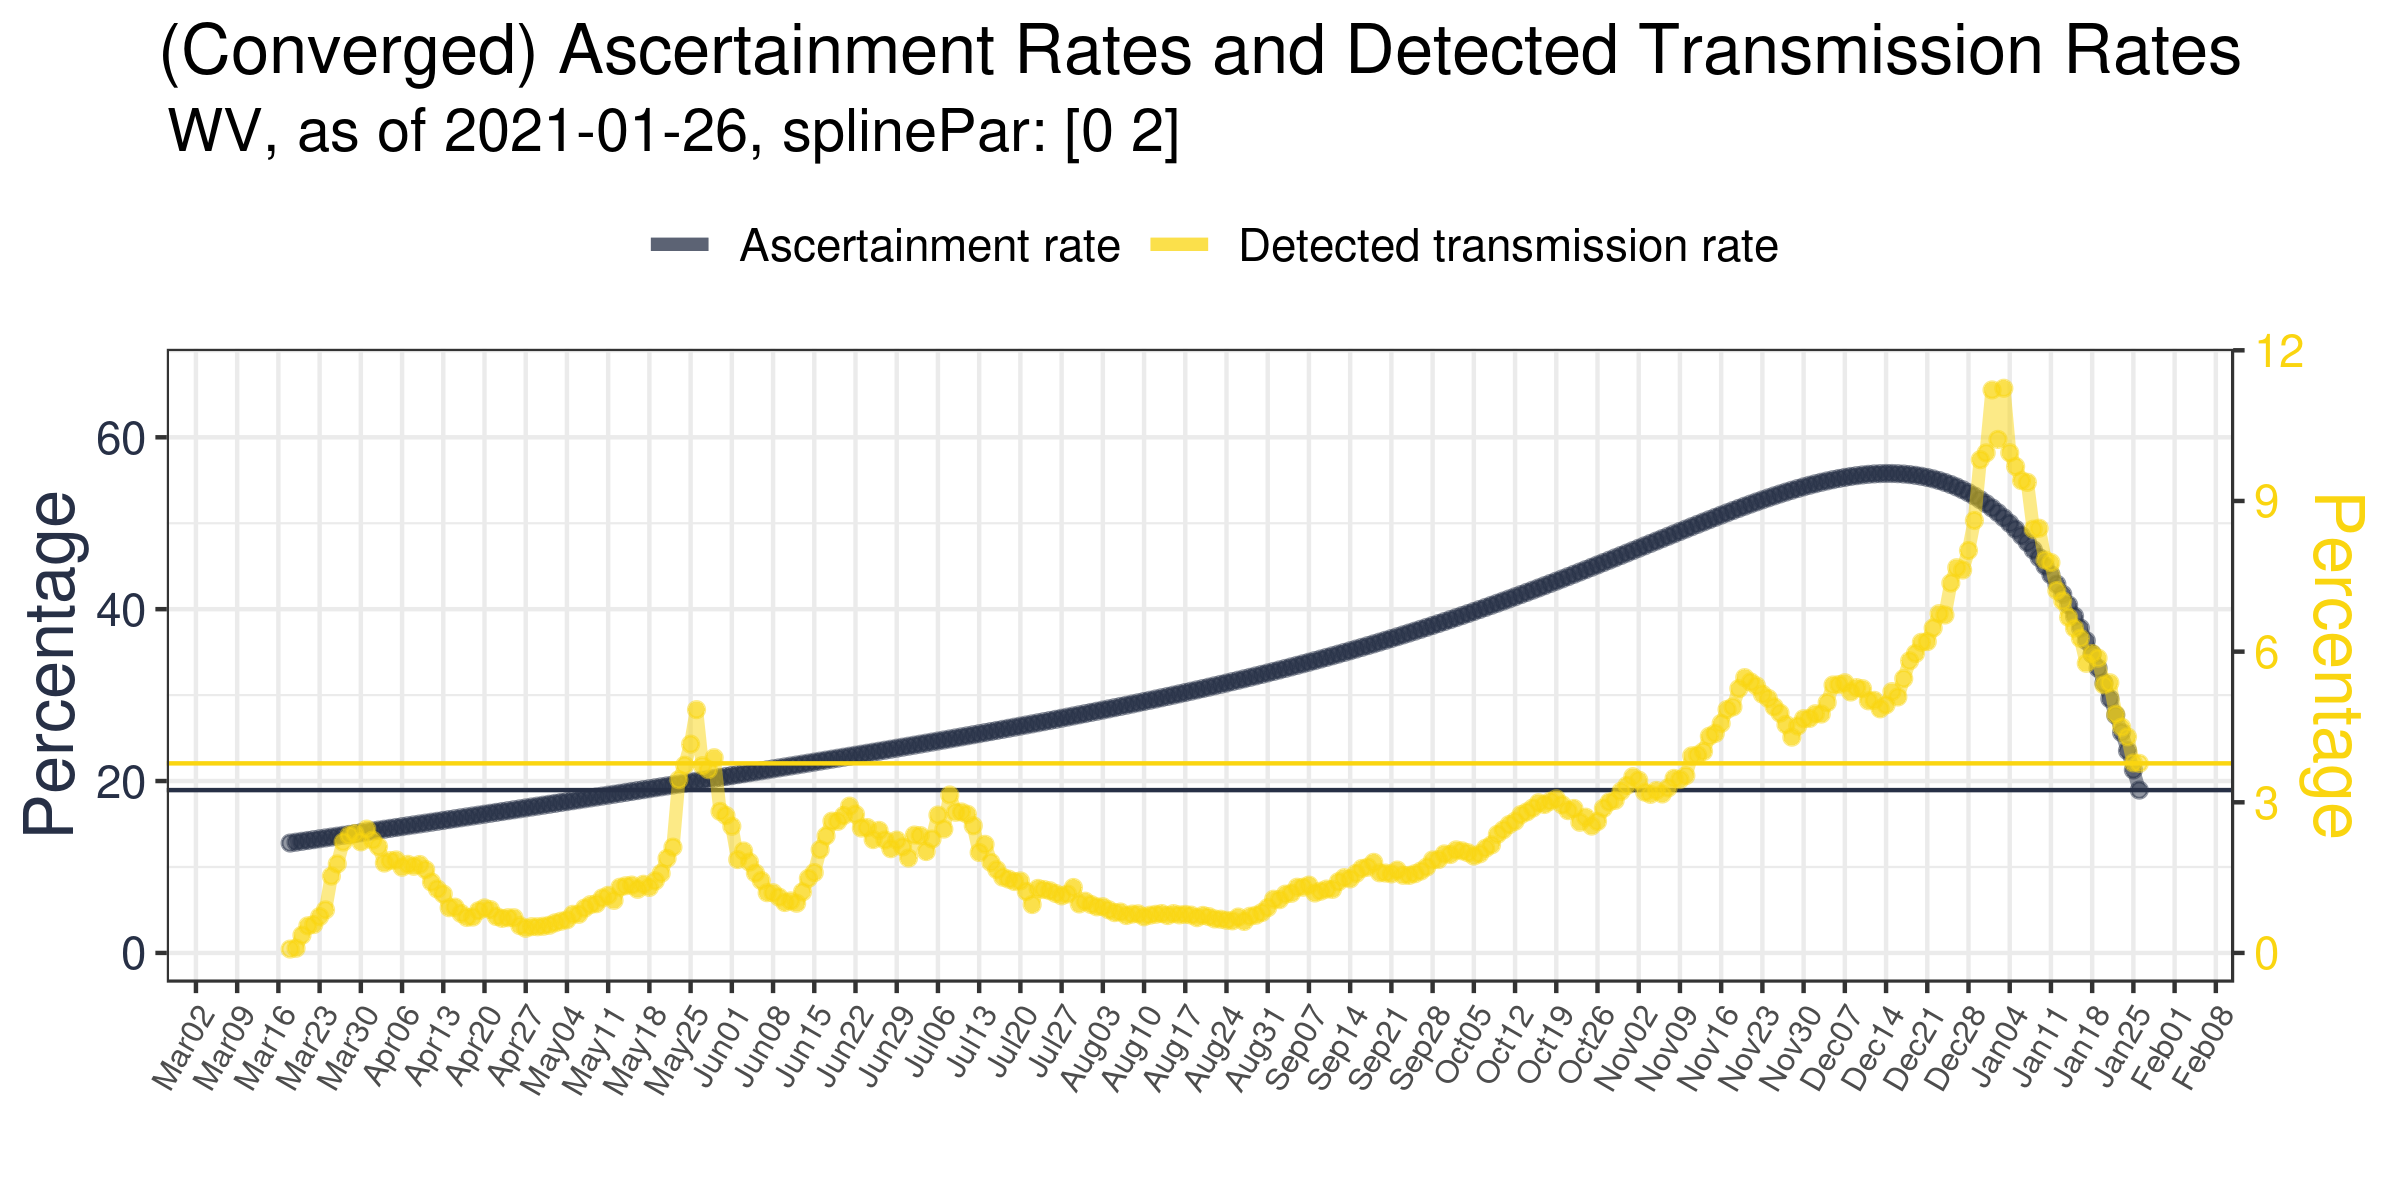 (Converged) Ascertainment Rates and Detected Transmission Rates
WV, as of 2021-01-26, splinePar: [0 2]
Ascertainment rate Detected transmission rate
Percentage
60
40
20
0
12
9
6
3
0
Percentage
Mar02 Mar09 Mar16 Mar23 Mar30 Apr06 Apr13 Apr20 Apr27 May04 May11 May18 May25 Jun01 Jun08 Jun15 Jun22 Jun29 Jul06 Jul13 Jul20 Jul27 Aug03 Aug10 Aug17 Aug24 Aug31 Sep07 Sep14 Sep21 Sep28 Oct05 Oct12 Oct19 Oct26 Nov02 Nov09 Nov16 Nov23 Nov30 Dec07 Dec14 Dec21 Dec28 Jan04 Jan11 Jan18 Jan25 Feb01 Feb08